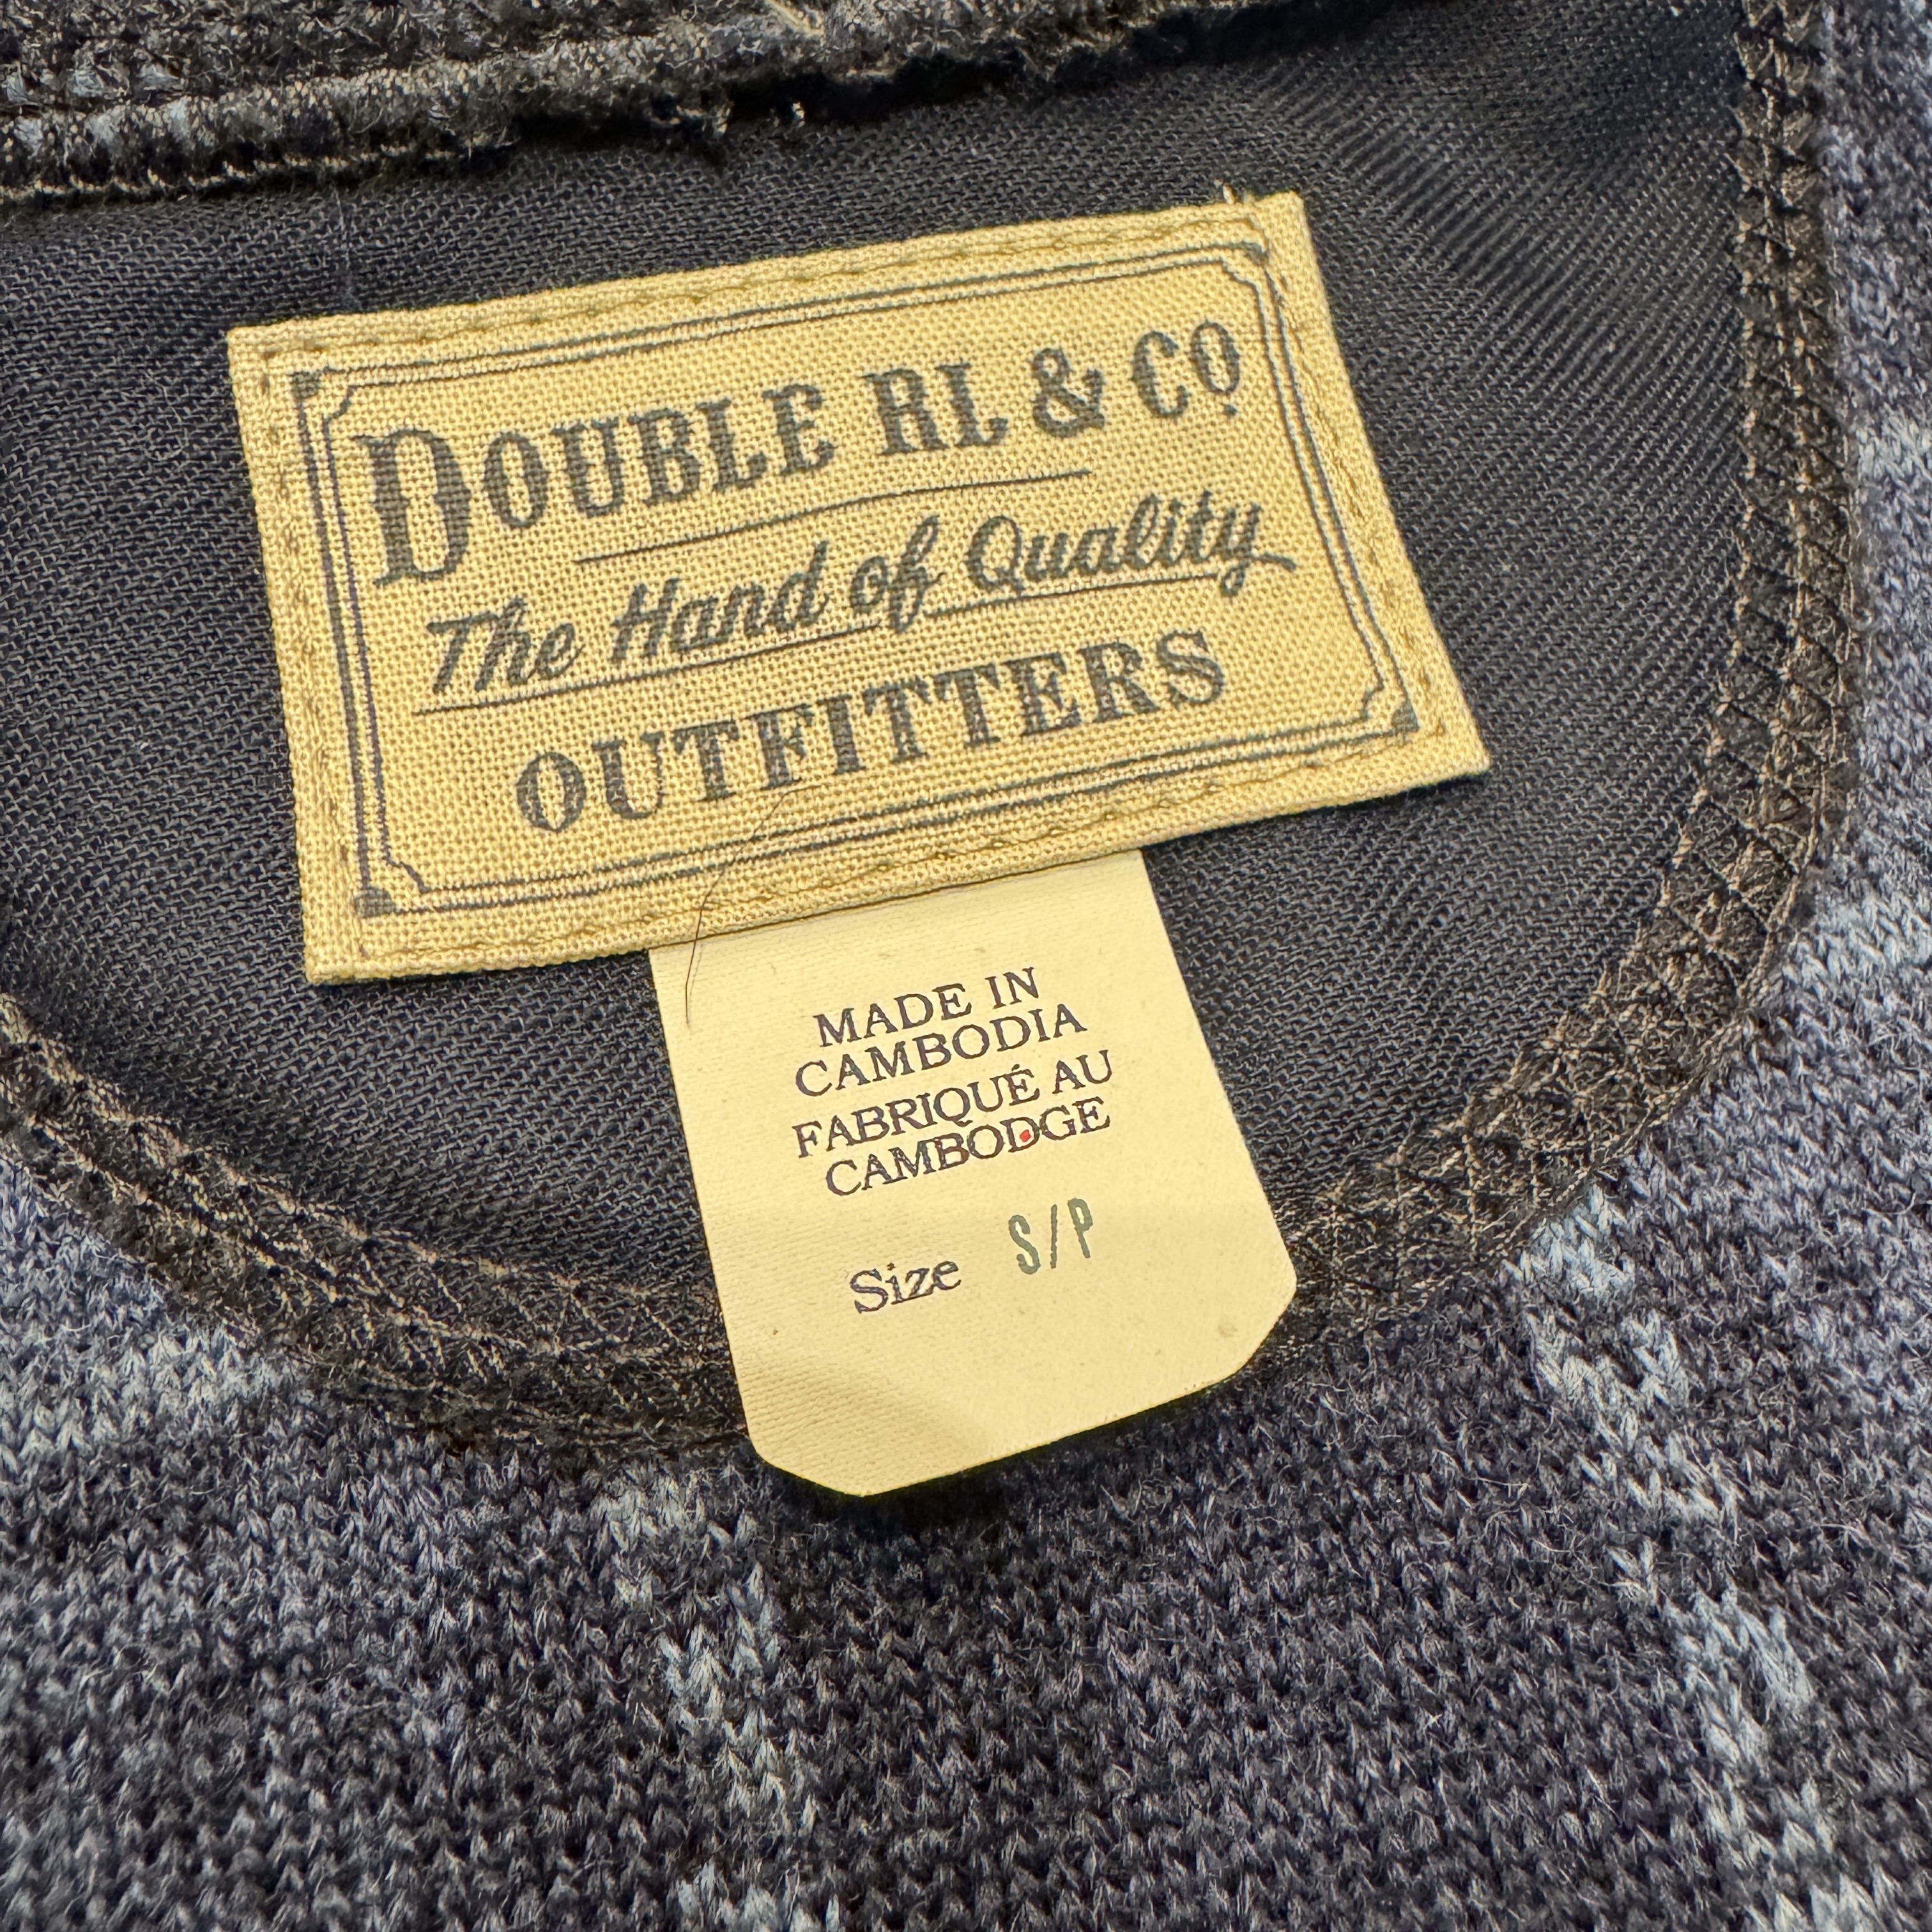 DOUBLE RL & CO
The Hand of Quality
OUTFITTERS
MADE IN
CAMBODIA
FABRIQUÉ AU
CAMBODGE
Size S/P